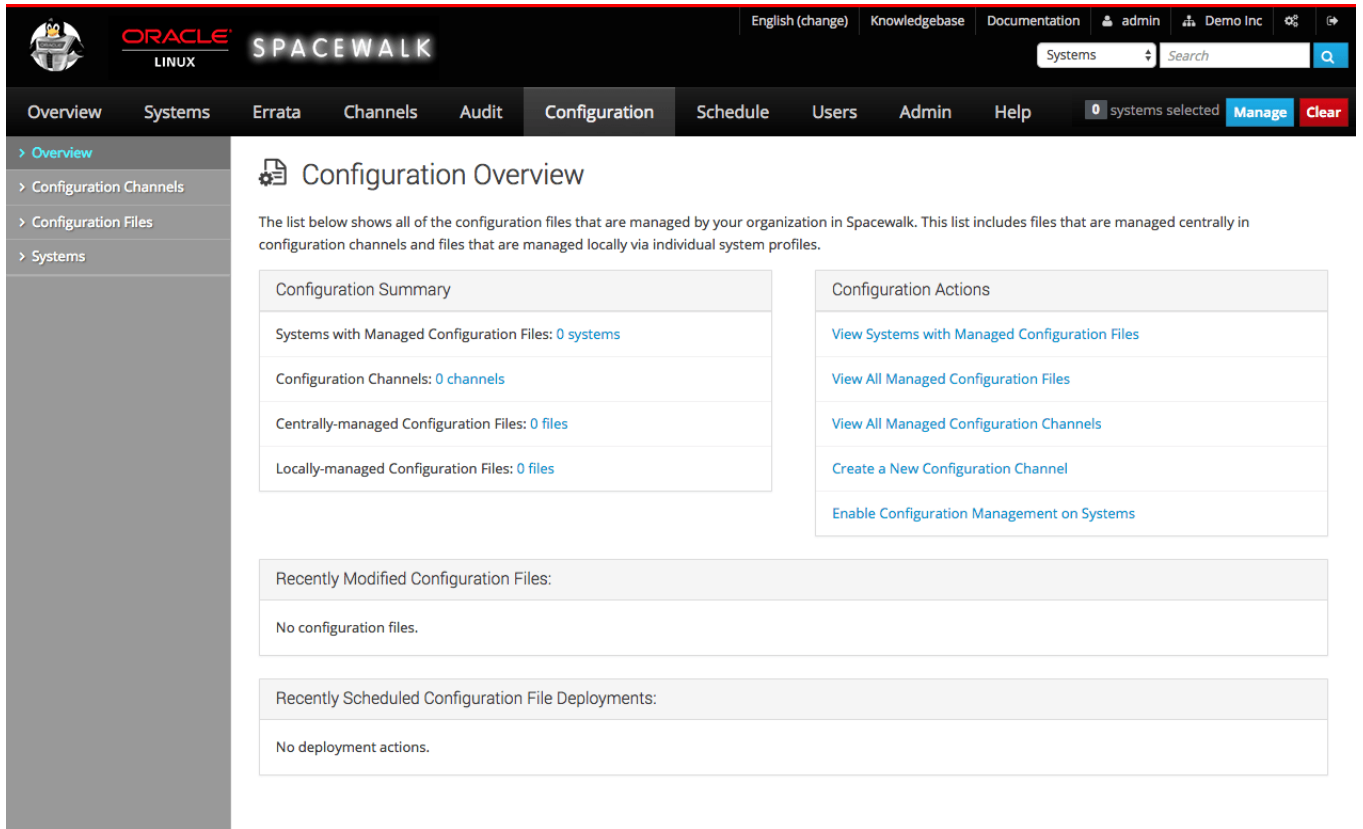 English (change) Knowledgebase Documentation admin Demo Inc
ORACLE
LINUX
SPACEWALK
Systems Search
Overview Systems Errata Channels Audit Configuration Schedule Users Admin Help 0 systems selected Manage Clear
> Overview
> Configuration Channels
> Configuration Files
> Systems
Configuration Overview
The list below shows all of the configuration files that are managed by your organization in Spacewalk. This list includes files that are managed centrally in
configuration channels and files that are managed locally via individual system profiles.
Configuration Summary
Systems with Managed Configuration Files: 0 systems
Configuration Channels: 0 channels
Centrally-managed Configuration Files: 0 files
Locally-managed Configuration Files: 0 files
Configuration Actions
View Systems with Managed Configuration Files
View All Managed Configuration Files
View All Managed Configuration Channels
Create a New Configuration Channel
Enable Configuration Management on Systems
Recently Modified Configuration Files:
No configuration files.
Recently Scheduled Configuration File Deployments:
No deployment actions.